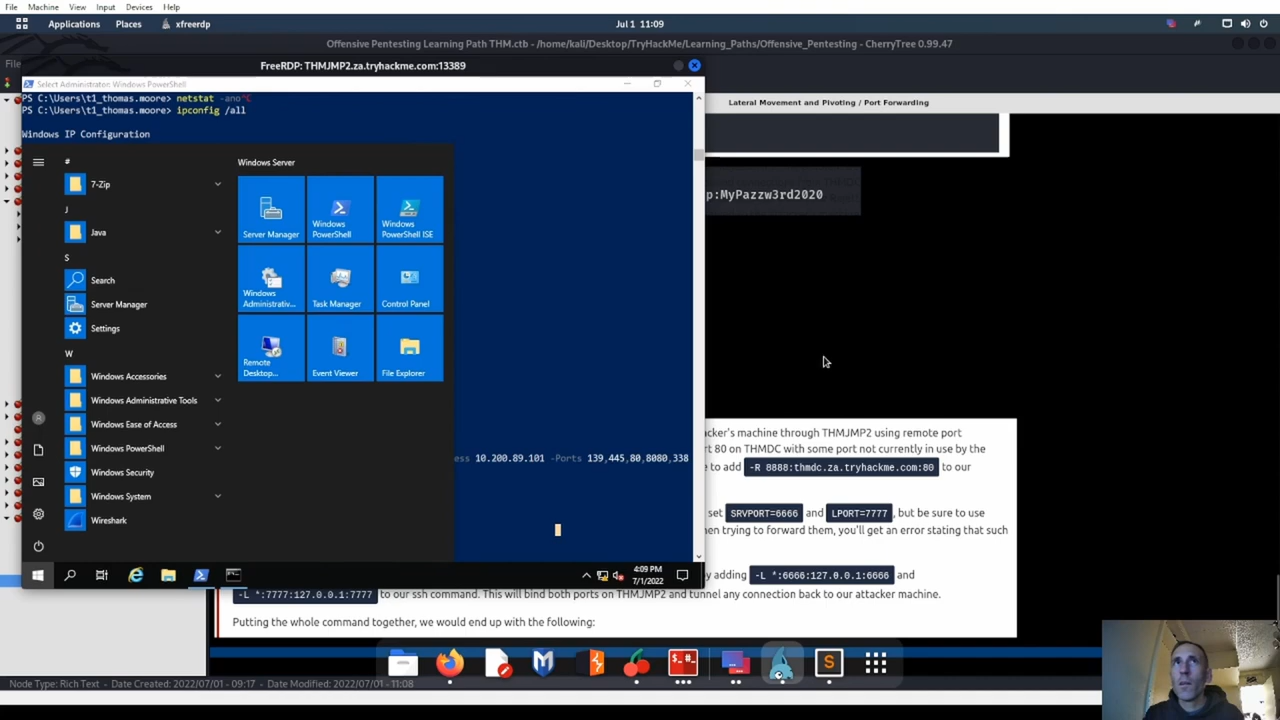 File Machine View Input Devices Help
Applications Places xfreerdp Jul 1 11:09
Offensive Pentesting Learning Path THM.ctb - /home/kali/Desktop/TryHackMe/Learning_Paths/Offensive_Pentesting - CherryTree 0.99.47
File
FreeRDP: THMJMP2.za.tryhackme.com:13389
Select Administrator: Windows PowerShell
PS C:\Users\t1_thomas.moore> netstat -ano^C
PS C:\Users\t1_thomas.moore> ipconfig /all
Windows IP Configuration
Lateral Movement and Pivoting / Port Forwarding
p:MyPazzw3rd2020
#
7-Zip
J
Java
S
Search
Server Manager
Settings
W
Windows Accessories
Windows Administrative Tools
Windows Ease of Access
Windows PowerShell
Windows Security
Windows System
Wireshark
Windows Server
Server Manager
Windows PowerShell
Windows PowerShell ISE
Windows Administrativ...
Task Manager
Control Panel
Remote Desktop...
Event Viewer
File Explorer
ess 10.200.89.101 -Ports 139,445,80,8080,338
4:09 PM
7/1/2022
acker's machine through THMJMP2 using remote port
rt 80 on THMDC with some port not currently in use by the
e to add -R 8888:thmdc.za.tryhackme.com:80 to our
set SRVPORT=6666 and LPORT=7777, but be sure to use
hen trying to forward them, you'll get an error stating that such
y adding -L *:6666:127.0.0.1:6666 and
-L *:7777:127.0.0.1:7777 to our ssh command. This will bind both ports on THMJMP2 and tunnel any connection back to our attacker machine.
Putting the whole command together, we would end up with the following:
Node Type: Rich Text - Date Created: 2022/07/01 - 09:17 - Date Modified: 2022/07/01 - 11:08